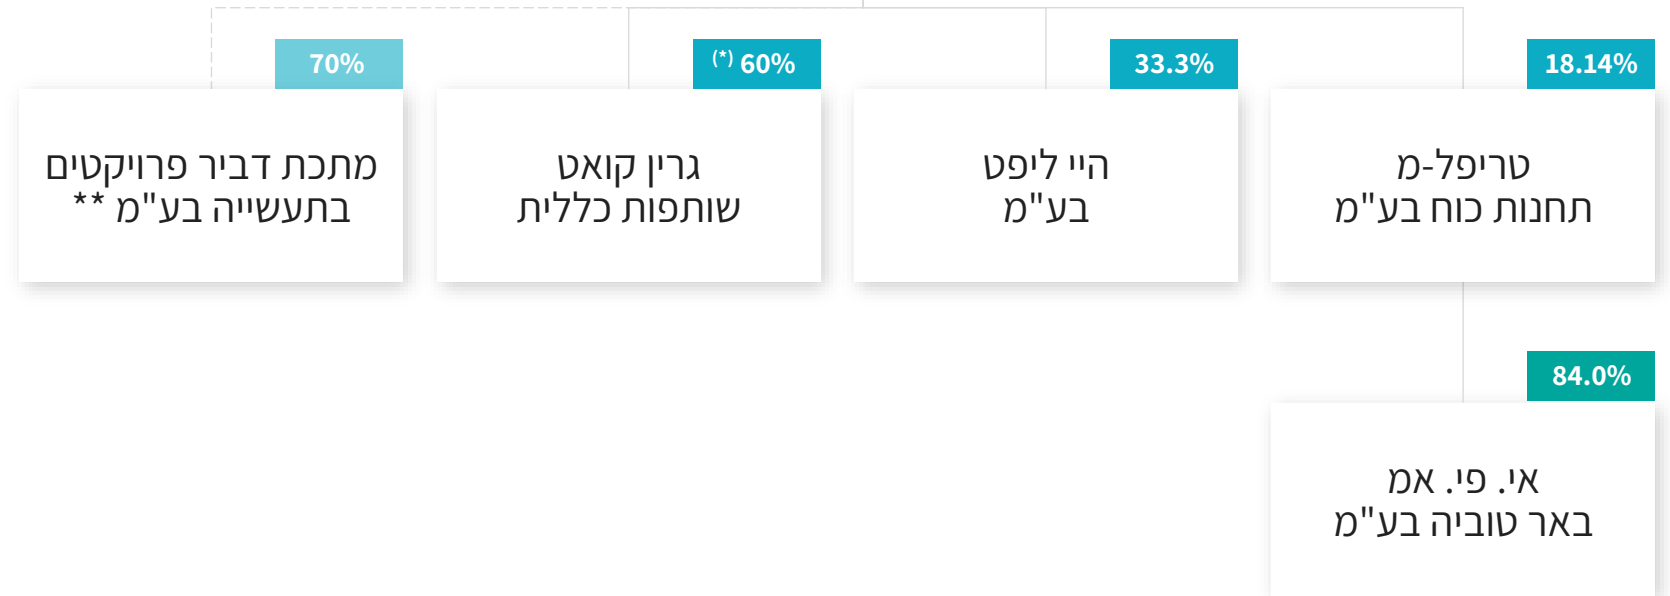 18.14%
טריפל-מ
תחנות כוח בע"מ
33.3%
היי ליפט
בע"מ
60% (*)
גרין קואט
שותפות כללית
70%
מתכת דביר פרויקטים
בתעשייה בע"מ **
84.0%
אי. פי. אמ
באר טוביה בע"מ